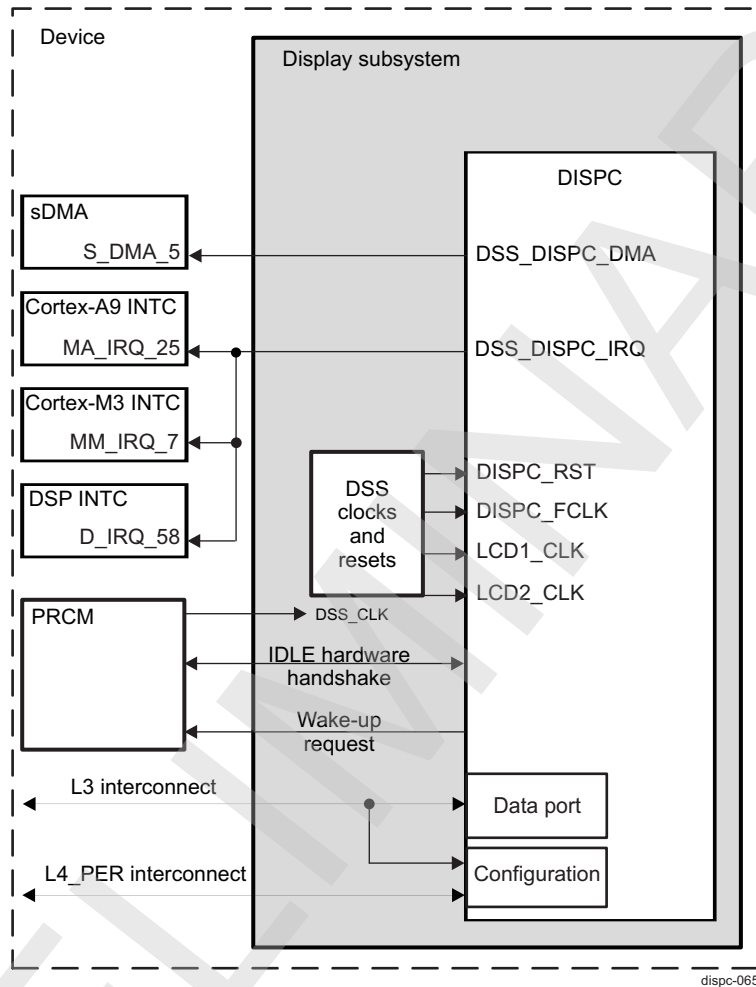 Device
Display subsystem
DISPC
sDMA
S_DMA_5
DSS_DISPC_DMA
Cortex-A9 INTC
MA_IRQ_25
DSS_DISPC_IRQ
Cortex-M3 INTC
MM_IRQ_7
DSP INTC
D_IRQ_58
DSS
clocks
and
resets
DISPC_RST
DISPC_FCLK
LCD1_CLK
LCD2_CLK
PRCM
DSS_CLK
IDLE hardware
handshake
Wake-up
request
L3 interconnect
Data port
L4_PER interconnect
Configuration
dispc-065